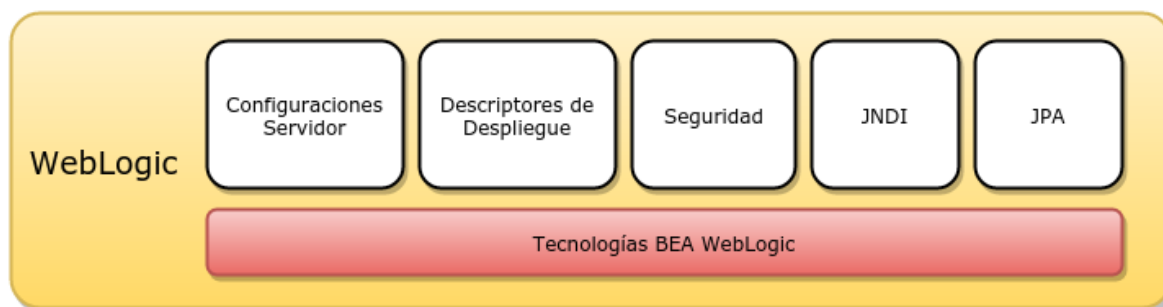 WebLogic
Configuraciones
Servidor
Descriptores de
Despliegue
Seguridad
JNDI
JPA
Tecnologías BEA WebLogic